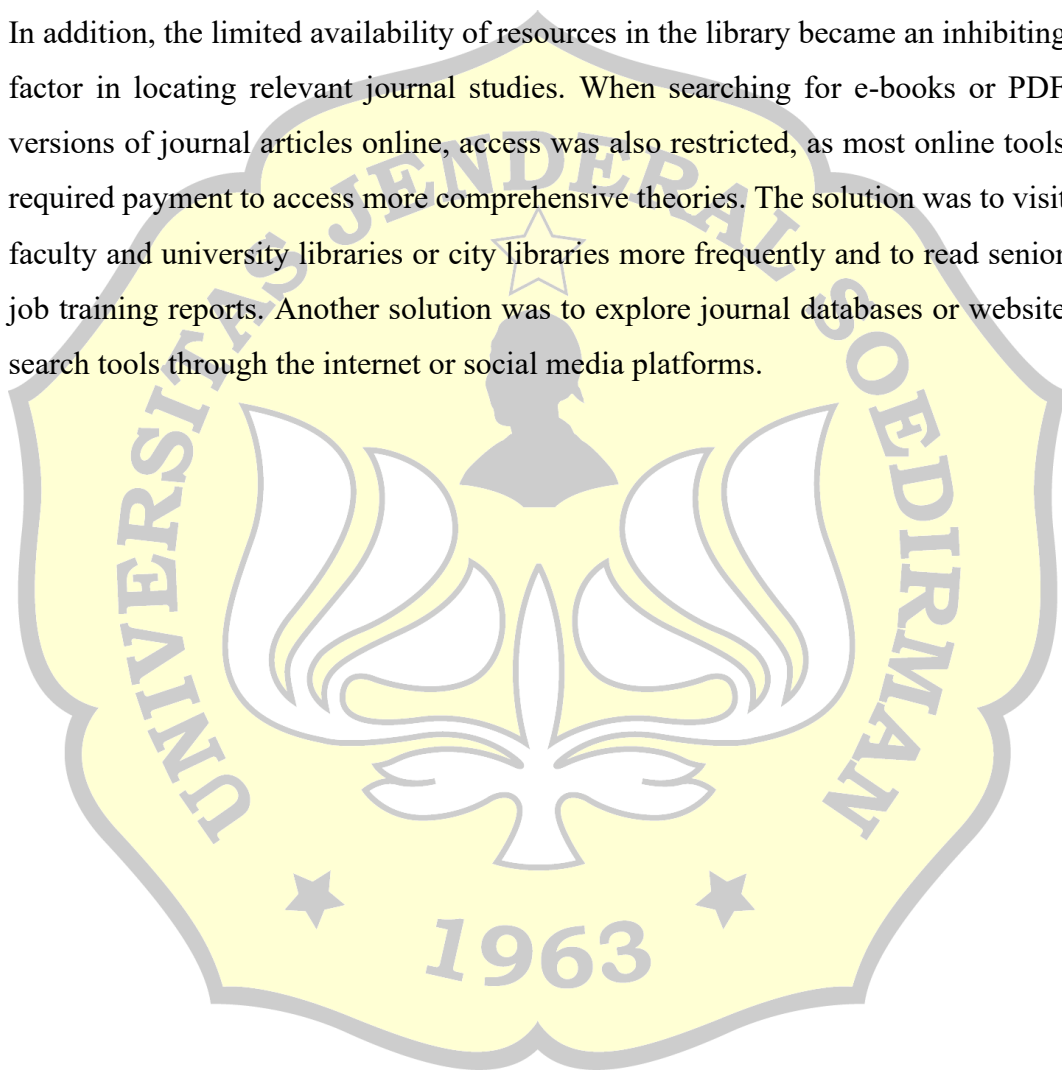 In addition, the limited availability of resources in the library became an inhibiting
factor in locating relevant journal studies. When searching for e-books or PDF
versions of journal articles online, access was also restricted, as most online tools
required payment to access more comprehensive theories. The solution was to visit
faculty and university libraries or city libraries more frequently and to read senior
job training reports. Another solution was to explore journal databases or website
search tools through the internet or social media platforms.
UNIVERSITAS JENDERAL SOEDIRMAN
1963